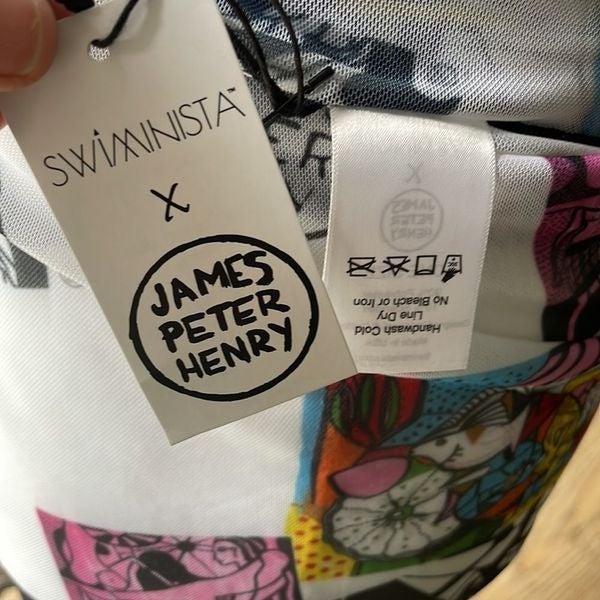 SWIMINISTA™
X
JAMES
PETER
HENRY
X
JAMES
PETER
HENRY
Handwash Cold
Line Dry
No Bleach or Iron